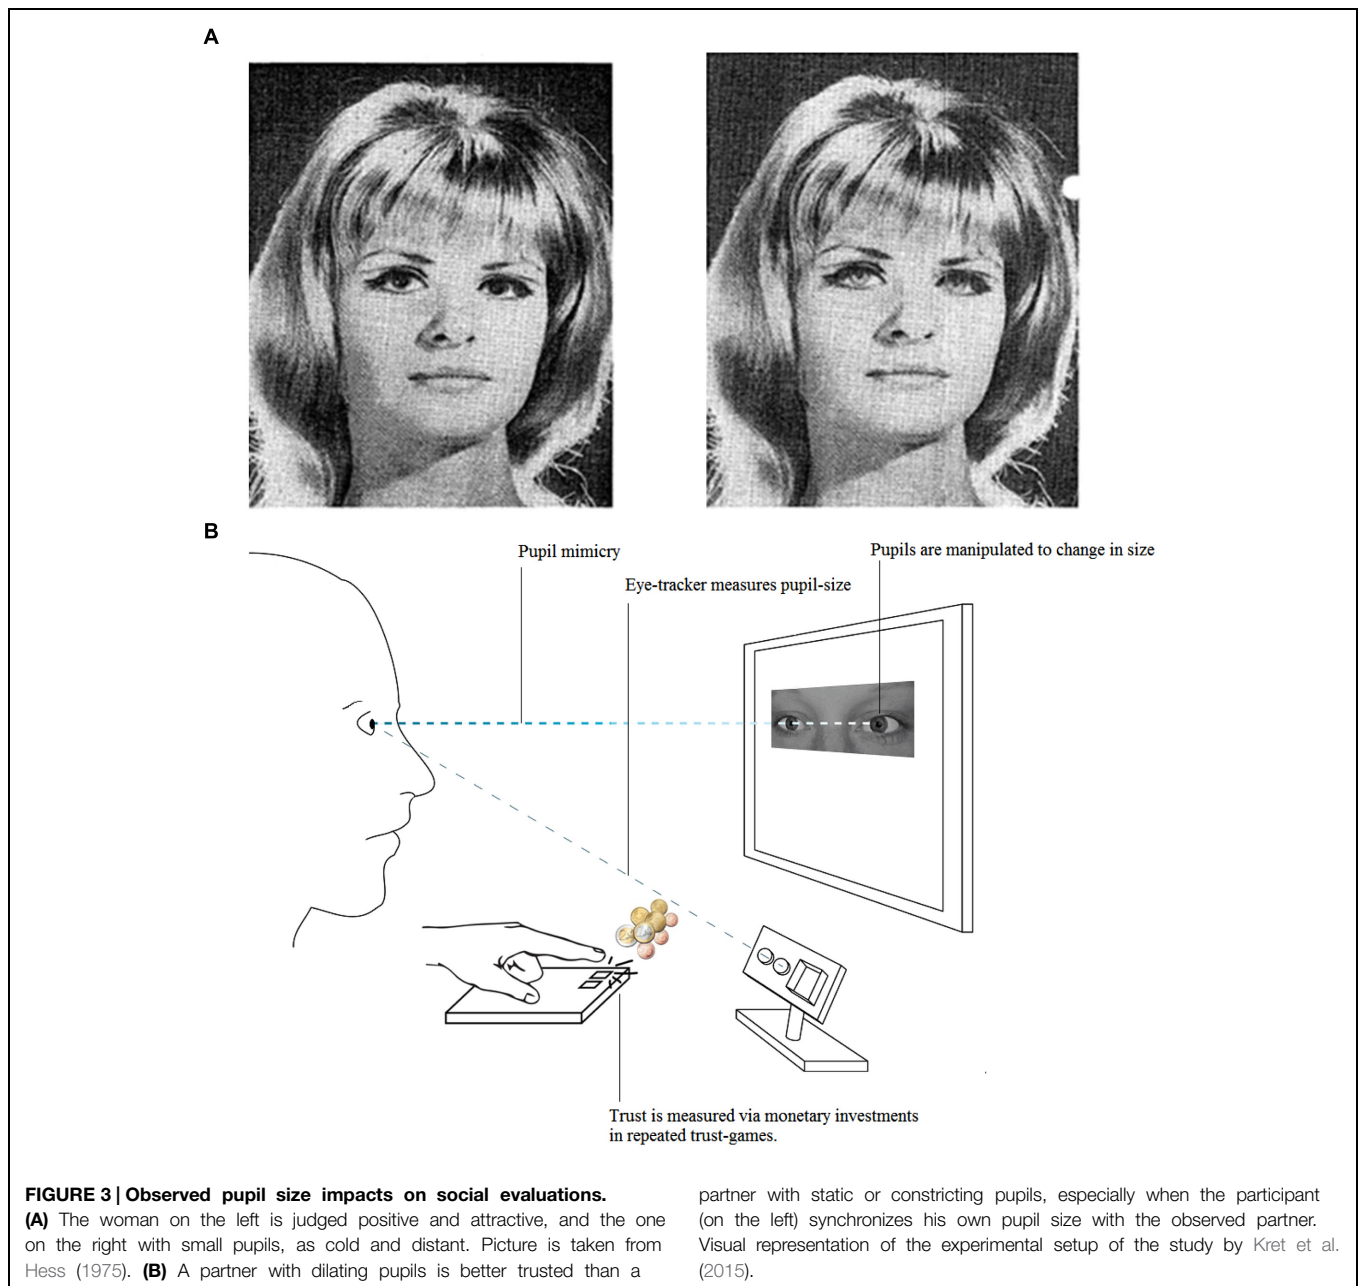 A
B
Pupil mimicry
Pupils are manipulated to change in size
Eye-tracker measures pupil-size
Trust is measured via monetary investments
in repeated trust-games.
FIGURE 3 | Observed pupil size impacts on social evaluations.
(A) The woman on the left is judged positive and attractive, and the one
on the right with small pupils, as cold and distant. Picture is taken from
Hess (1975). (B) A partner with dilating pupils is better trusted than a
partner with static or constricting pupils, especially when the participant
(on the left) synchronizes his own pupil size with the observed partner.
Visual representation of the experimental setup of the study by Kret et al.
(2015).